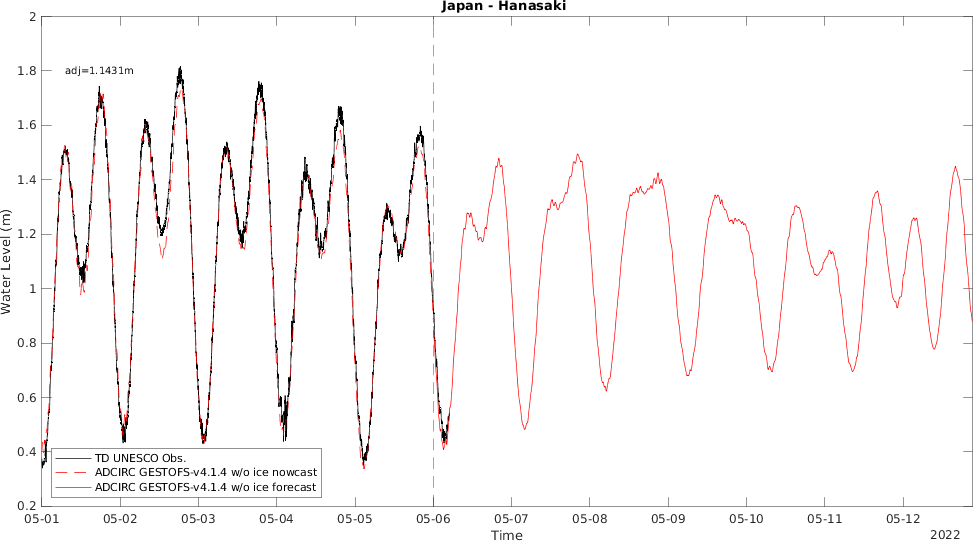 Japan - Hanasaki
adj=1.1431m
Water Level (m)
2
1.8
1.6
1.4
1.2
1
0.8
0.6
0.4
0.2
TD UNESCO Obs.
ADCIRC GESTOFS-v4.1.4 w/o ice nowcast
ADCIRC GESTOFS-v4.1.4 w/o ice forecast
05-01 05-02 05-03 05-04 05-05 05-06 05-07 05-08 05-09 05-10 05-11 05-12
Time
2022